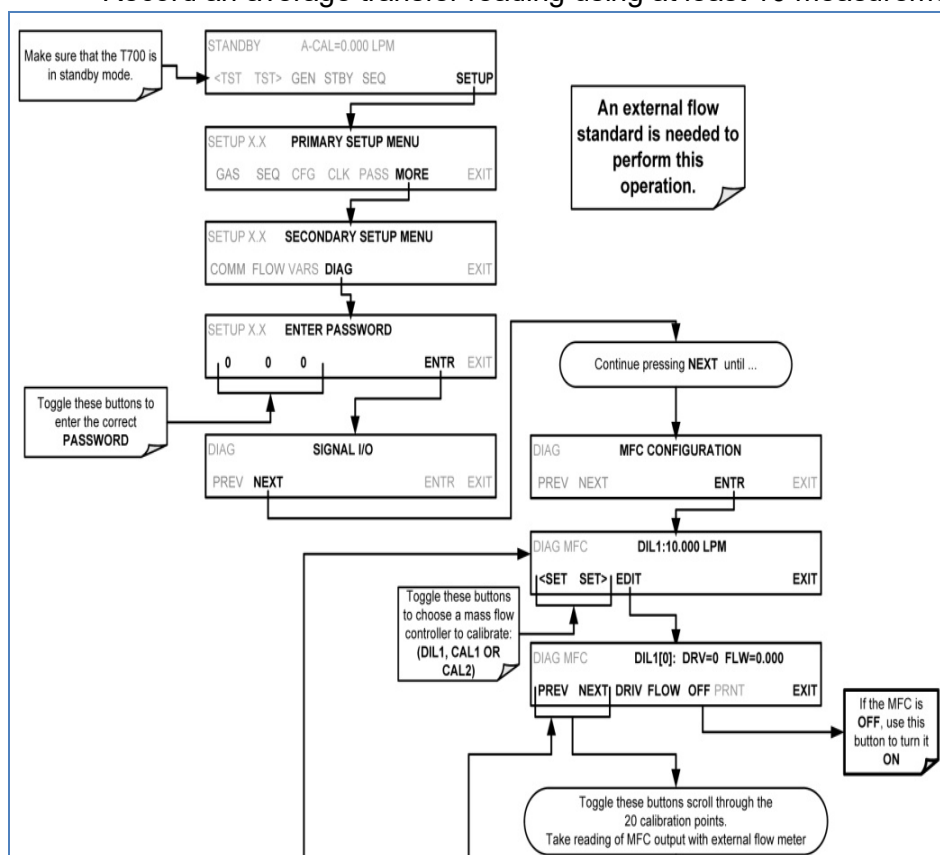 Record an average transfer reading using at least 10
Make sure that the T700 is
in standby mode.
STANDBY A-CAL=0.000 LPM
<TST TST> GEN STBY SEQ SETUP
An external flow
standard is needed to
perform this
operation.
SETUP X.X PRIMARY SETUP MENU
GAS SEQ CFG CLK PASS MORE EXIT
SETUP X.X SECONDARY SETUP MENU
COMM FLOW VARS DIAG EXIT
SETUP X.X ENTER PASSWORD
0 0 0 ENTR EXIT
Toggle these buttons to
enter the correct
PASSWORD
DIAG SIGNAL I/O
PREV NEXT ENTR EXIT
Continue pressing NEXT until ...
DIAG MFC CONFIGURATION
PREV NEXT ENTR EXIT
DIAG MFC DIL1:10.000 LPM
<SET SET> EDIT EXIT
Toggle these buttons
to choose a mass flow
controller to calibrate:
(DIL1, CAL1 OR
CAL2)
DIAG MFC DIL1[0]: DRV=0 FLW=0.000
PREV NEXT DRIV FLOW OFF PRNT EXIT
If the MFC is
OFF, use this
button to turn it
ON
Toggle these buttons scroll through the
20 calibration points.
Take reading of MFC output with external flow meter